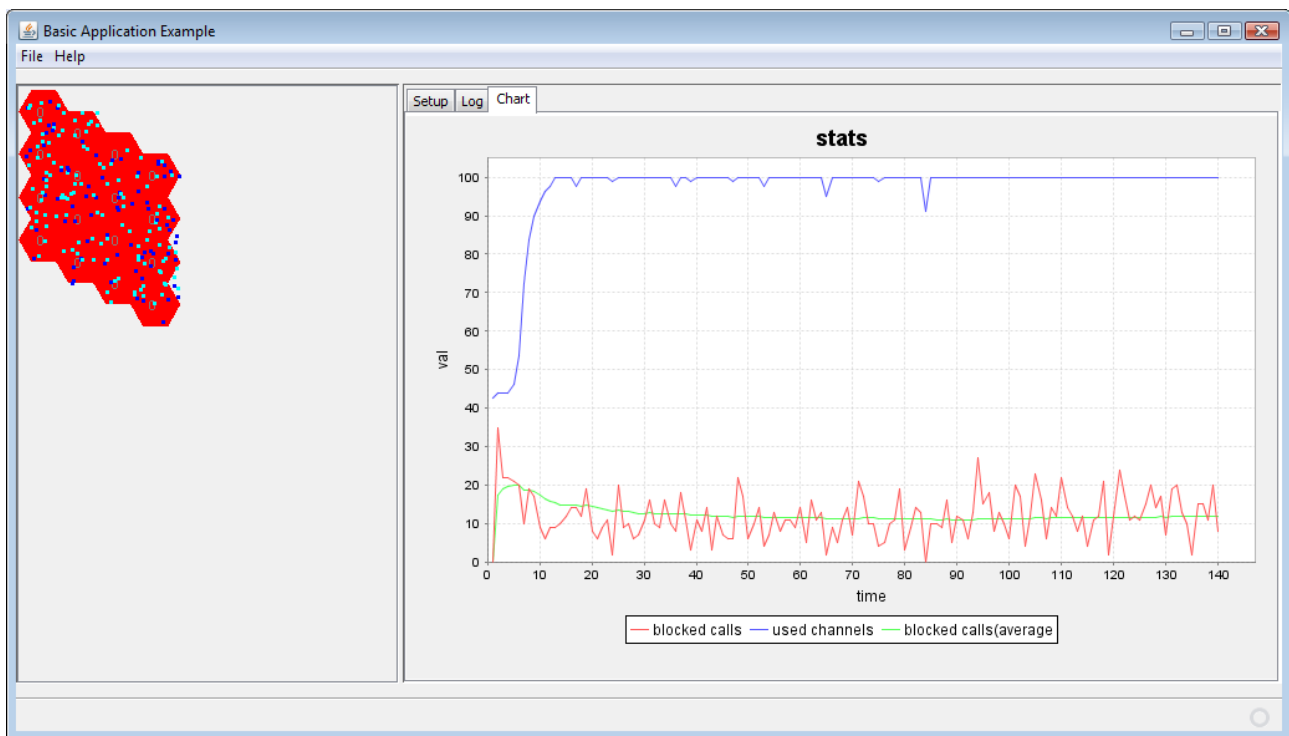 Basic Application Example
File Help
Setup Log Chart
stats
100
90
80
70
60
50
40
30
20
10
0
val
0 10 20 30 40 50 60 70 80 90 100 110 120 130 140
time
blocked calls used channels blocked calls(average